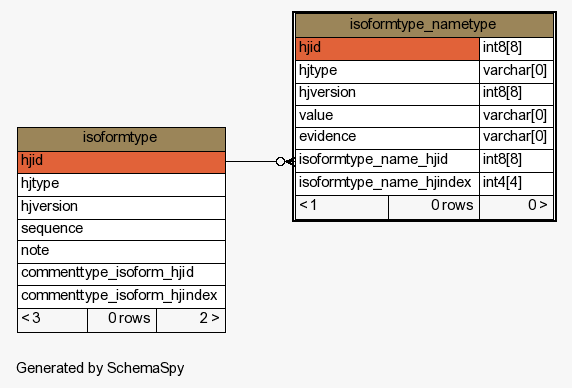 isoformtype_nametype
hjid int8[8]
hjtype varchar[0]
hjversion int8[8]
value varchar[0]
evidence varchar[0]
isoformtype_name_hjid int8[8]
isoformtype_name_hjindex int4[4]
< 1 0 rows 0 >
isoformtype
hjid
hjtype
hjversion
sequence
note
commenttype_isoform_hjid
commenttype_isoform_hjindex
< 3 0 rows 2 >
Generated by SchemaSpy